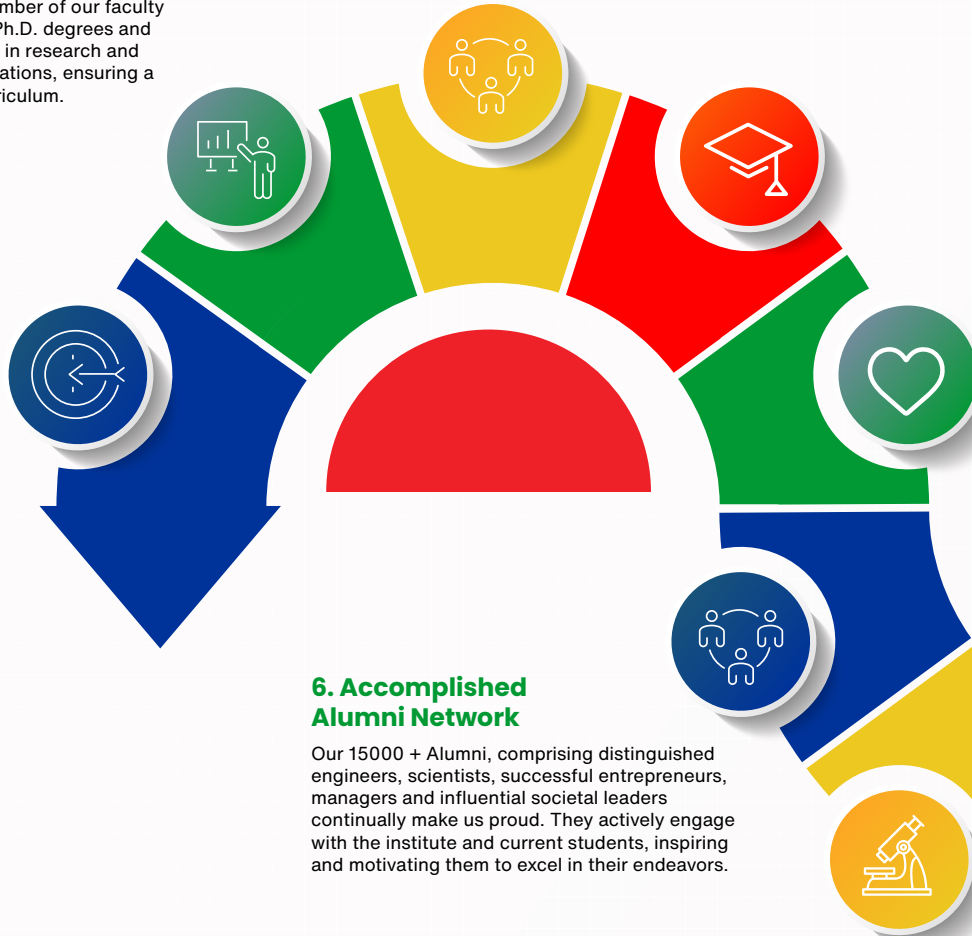 mber of our faculty
Ph.D. degrees and
in research and
ations, ensuring a
riculum.
6. Accomplished
Alumni Network
Our 15000 + Alumni, comprising distinguished
engineers, scientists, successful entrepreneurs,
managers and influential societal leaders
continually make us proud. They actively engage
with the institute and current students, inspiring
and motivating them to excel in their endeavors.